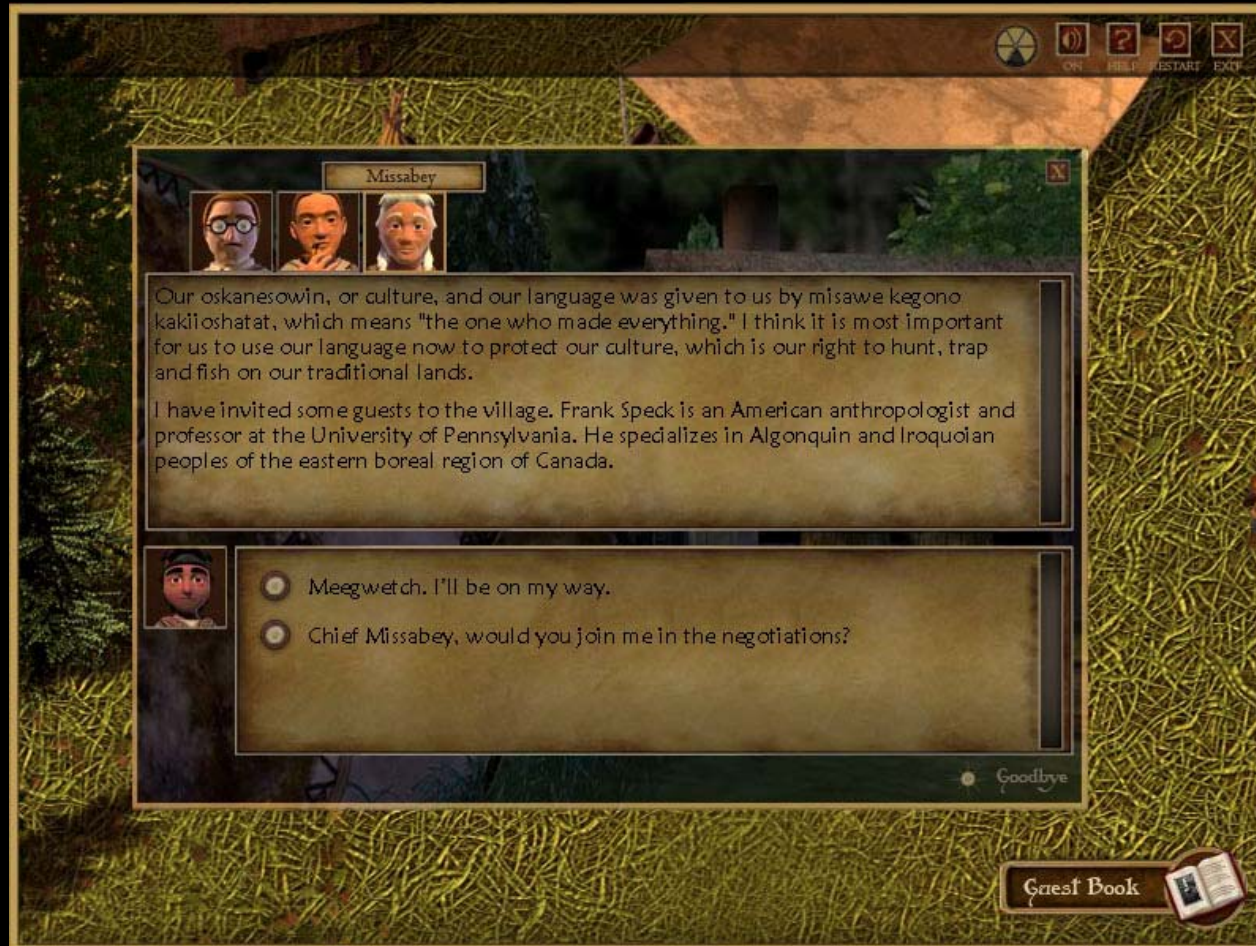 ON HELP RESTART EXIT
X
Missabey
Our oskanesowin, or culture, and our language was given to us by misawe kegono
kakiioshatat, which means "the one who made everything." I think it is most important
for us to use our language now to protect our culture, which is our right to hunt, trap
and fish on our traditional lands.
I have invited some guests to the village. Frank Speck is an American anthropologist and
professor at the University of Pennsylvania. He specializes in Algonquin and Iroquoian
peoples of the eastern boreal region of Canada.
Meegwetch. I'll be on my way.
Chief Missabey, would you join me in the negotiations?
Goodbye
Guest Book